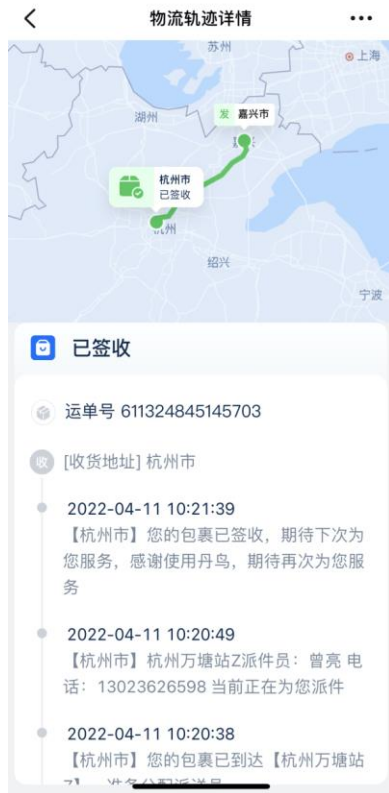 物流轨迹详情
苏州
上海
湖州
发 嘉兴市
杭州市
已签收
绍兴
宁波
已签收
运单号 611324845145703
收 [收货地址] 杭州市
2022-04-11 10:21:39
【杭州市】您的包裹已签收，期待下次为
您服务，感谢使用丹鸟，期待再次为您服
务
2022-04-11 10:20:49
【杭州市】杭州万塘站Z派件员：曾亮 电
话：13023626598 当前正在为您派件
2022-04-11 10:20:38
【杭州市】您的包裹已到达【杭州万塘站